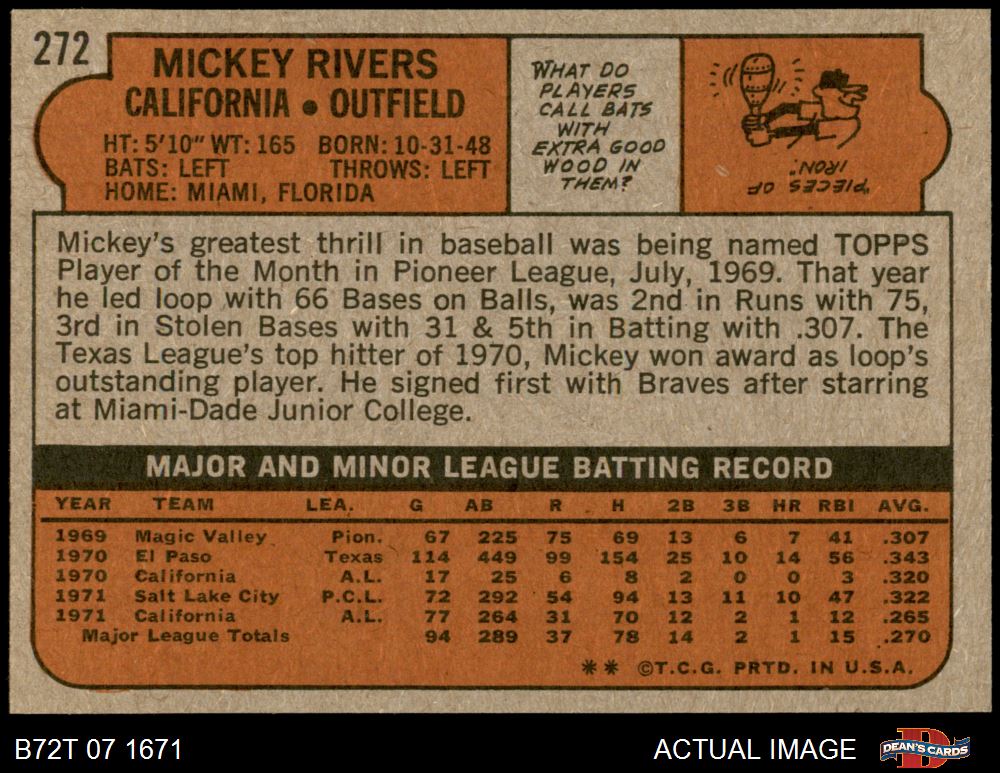 272
MICKEY RIVERS
CALIFORNIA • OUTFIELD
HT: 5'10" WT: 165 BORN: 10-31-48
BATS: LEFT THROWS: LEFT
HOME: MIAMI, FLORIDA
WHAT DO
PLAYERS
CALL BATS
WITH
EXTRA GOOD
WOOD IN
THEM?
"PIECES OF
IRON."
Mickey's greatest thrill in baseball was being named TOPPS
Player of the Month in Pioneer League, July, 1969. That year
he led loop with 66 Bases on Balls, was 2nd in Runs with 75,
3rd in Stolen Bases with 31 & 5th in Batting with .307. The
Texas League's top hitter of 1970, Mickey won award as loop's
outstanding player. He signed first with Braves after starring
at Miami-Dade Junior College.
MAJOR AND MINOR LEAGUE BATTING RECORD
YEAR TEAM LEA. G AB R H 2B 3B HR RBI AVG.
1969 Magic Valley Pion. 67 225 75 69 13 6 7 41 .307
1970 El Paso Texas 114 449 99 154 25 10 14 56 .343
1970 California A.L. 17 25 6 8 2 0 0 3 .320
1971 Salt Lake City P.C.L. 72 292 54 94 13 11 10 47 .322
1971 California A.L. 77 264 31 70 12 2 1 12 .265
Major League Totals 94 289 37 78 14 2 1 15 .270
** ©T.C.G. PRTD. IN U.S.A.
B72T 07 1671 ACTUAL IMAGE DEAN'S CARDS